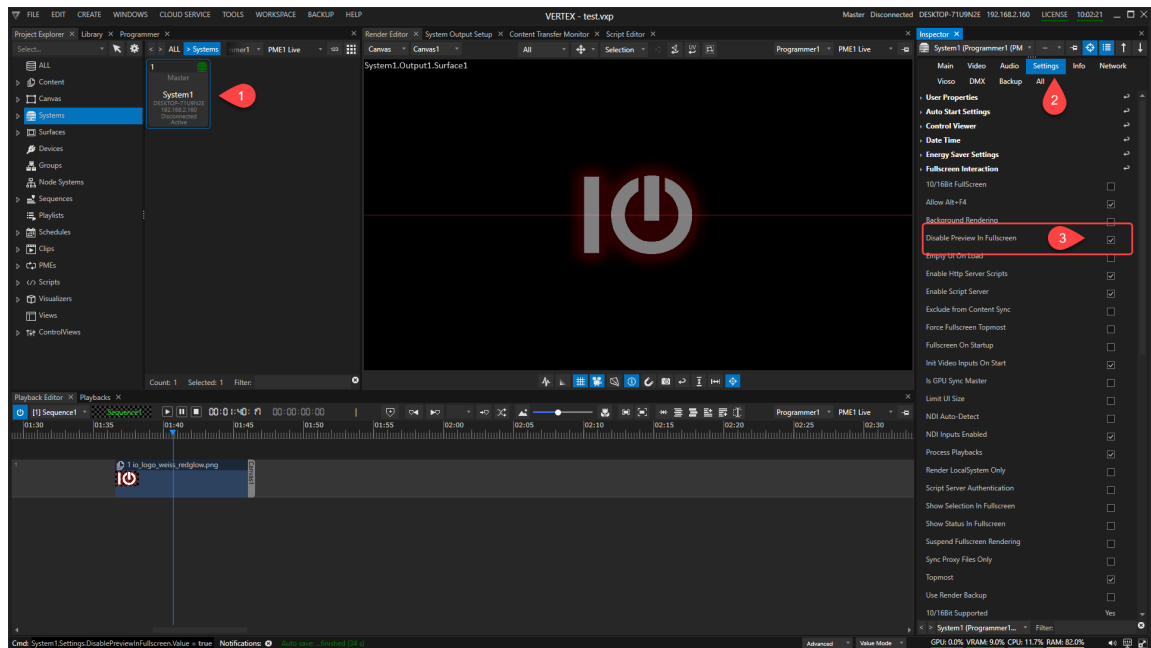 FILE EDIT CREATE WINDOWS CLOUD SERVICE TOOLS WORKSPACE BACKUP HELP VERTEX - test.vxp Master Disconnected DESKTOP-71U9N2E 192.168.2.160 LICENSE 10:02:21
Project Explorer Library Programmer
Render Editor System Output Setup Content Transfer Monitor Script Editor
Inspector
Select... ALL > Systems mer1 PME1 Live
Canvas Canvas1 All Selection UV Programmer1 PME1 Live
System1 (Programmer1 (PM
ALL
Content
Canvas
Systems
Surfaces
Devices
Groups
Node Systems
Sequences
Playlists
Schedules
Clips
PMEs
Scripts
Visualizers
Views
ControlViews
1
Master
System1
DESKTOP-71U9N2E
192.168.2.160
Disconnected
Active
1
Count: 1 Selected: 1 Filter:
System1.Output1.Surface1
Main Video Audio Settings Info Network
Vioso DMX Backup All
2
User Properties
Auto Start Settings
Control Viewer
Date Time
Energy Saver Settings
Fullscreen Interaction
10/16Bit FullScreen
Allow Alt+F4
Background Rendering
Disable Preview In Fullscreen 3
Empty UI On Load
Enable Http Server Scripts
Enable Script Server
Exclude from Content Sync
Force Fullscreen Topmost
Fullscreen On Startup
Init Video Inputs On Start
Is GPU Sync Master
Limit UI Size
NDI Auto-Detect
NDI Inputs Enabled
Process Playbacks
Render LocalSystem Only
Script Server Authentication
Show Selection In Fullscreen
Show Status In Fullscreen
Suspend Fullscreen Rendering
Sync Proxy Files Only
Topmost
Use Render Backup
10/16Bit Supported Yes
< > System1 (Programmer1... Filter:
Playback Editor Playbacks
[1] Sequence1 Sequence1 00:00:00:00 Programmer1 PME1 Live
01:30 01:35 01:40 01:45 01:50 01:55 02:00 02:05 02:10 02:15 02:20 02:25 02:30
1
1 io_logo_weiss_redglow.png
Canvas1
Cmd: System1.Settings.DisablePreviewInFullscreen.Value = true Notifications: Auto save: ...finished (34 s) Advanced Value Mode GPU: 0.0% VRAM: 9.0% CPU: 11.7% RAM: 82.0%